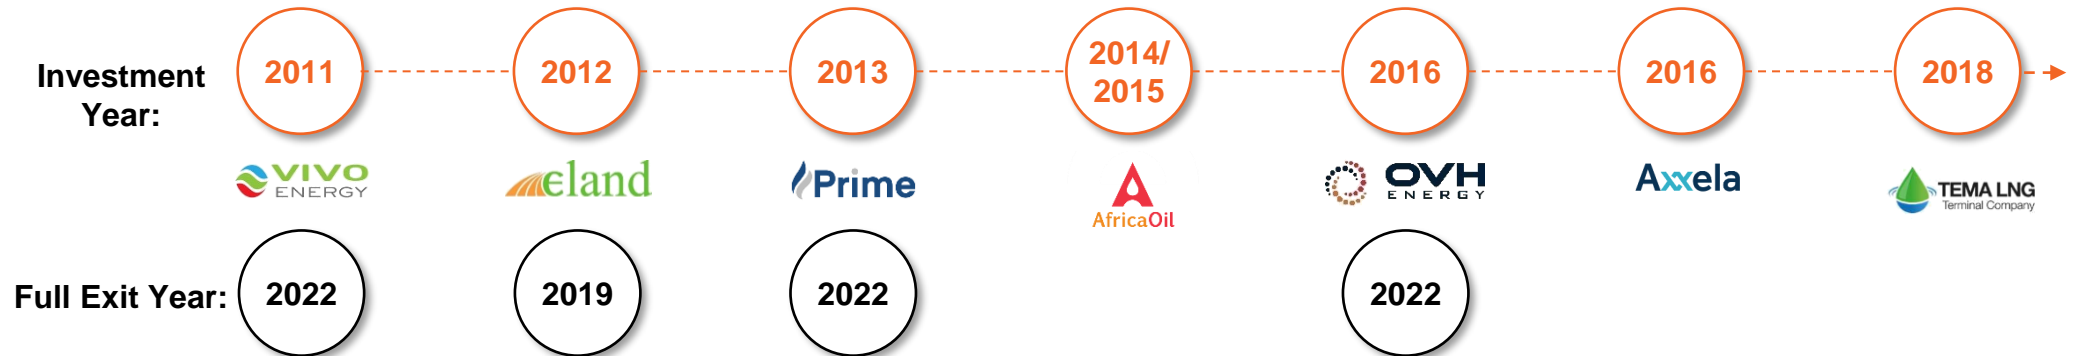 Investment
Year:
2011
2012
2013
2014/
2015
2016
2016
2018
VIVO
ENERGY
eland
Prime
AfricaOil
OVH
ENERGY
Axxela
TEMA LNG
Terminal Company
Full Exit Year:
2022
2019
2022
2022